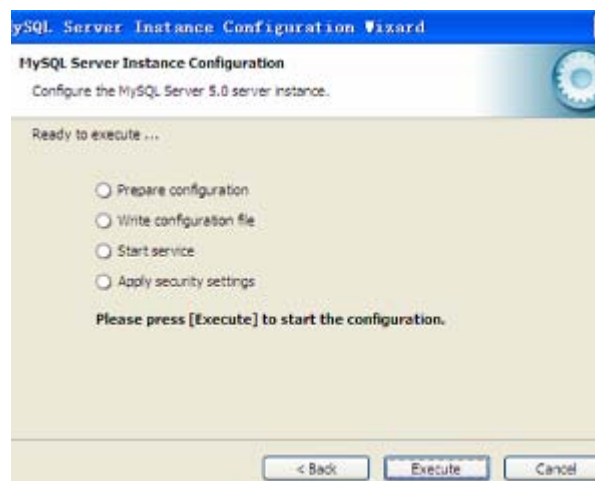 ySQL Server Instance Configuration Wizard
MySQL Server Instance Configuration
Configure the MySQL Server 5.0 server instance.
Ready to execute ...
Prepare configuration
Write configuration file
Start service
Apply security settings
Please press [Execute] to start the configuration.
< Back Execute Cancel